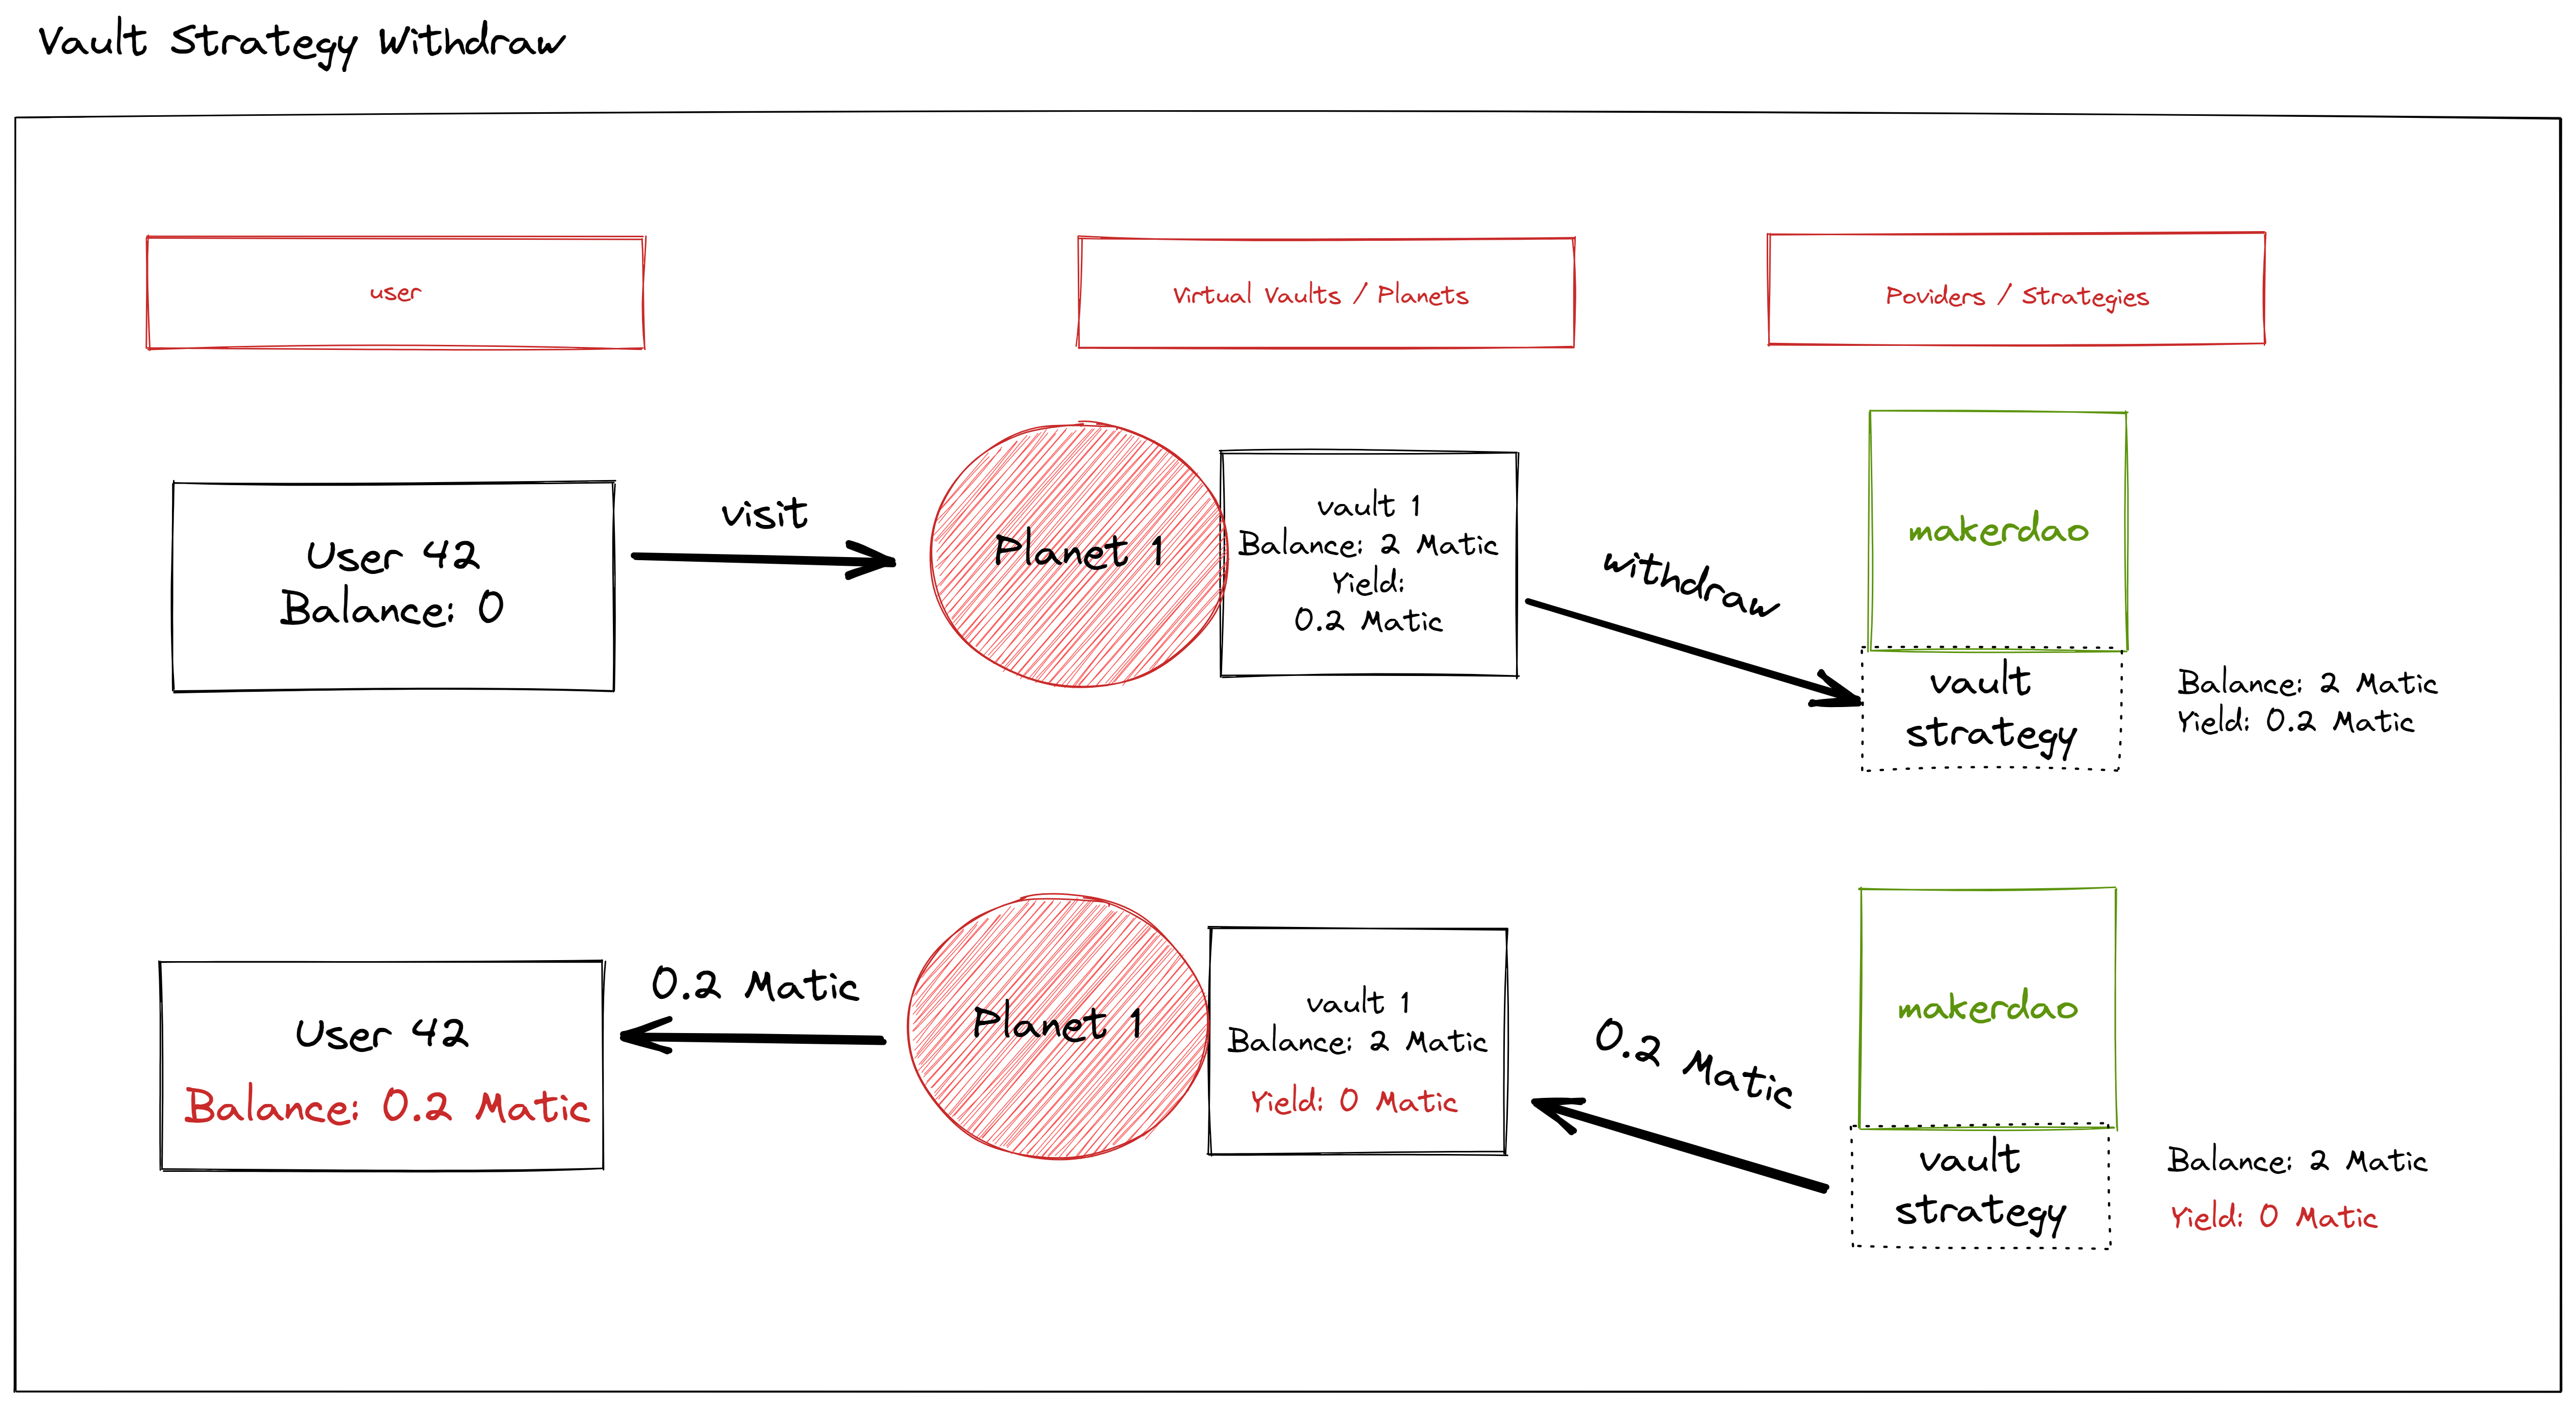 Vault Strategy Withdraw
user
Virtual Vaults / Planets
Poviders / Strategies
User 42
Balance: 0
visit
Planet 1
vault 1
Balance: 2 Matic
Yield:
0.2 Matic
withdraw
makerdao
vault
strategy
Balance: 2 Matic
Yield: 0.2 Matic
User 42
Balance: 0.2 Matic
0.2 Matic
Planet 1
vault 1
Balance: 2 Matic
Yield: 0 Matic
0.2 Matic
makerdao
vault
strategy
Balance: 2 Matic
Yield: 0 Matic